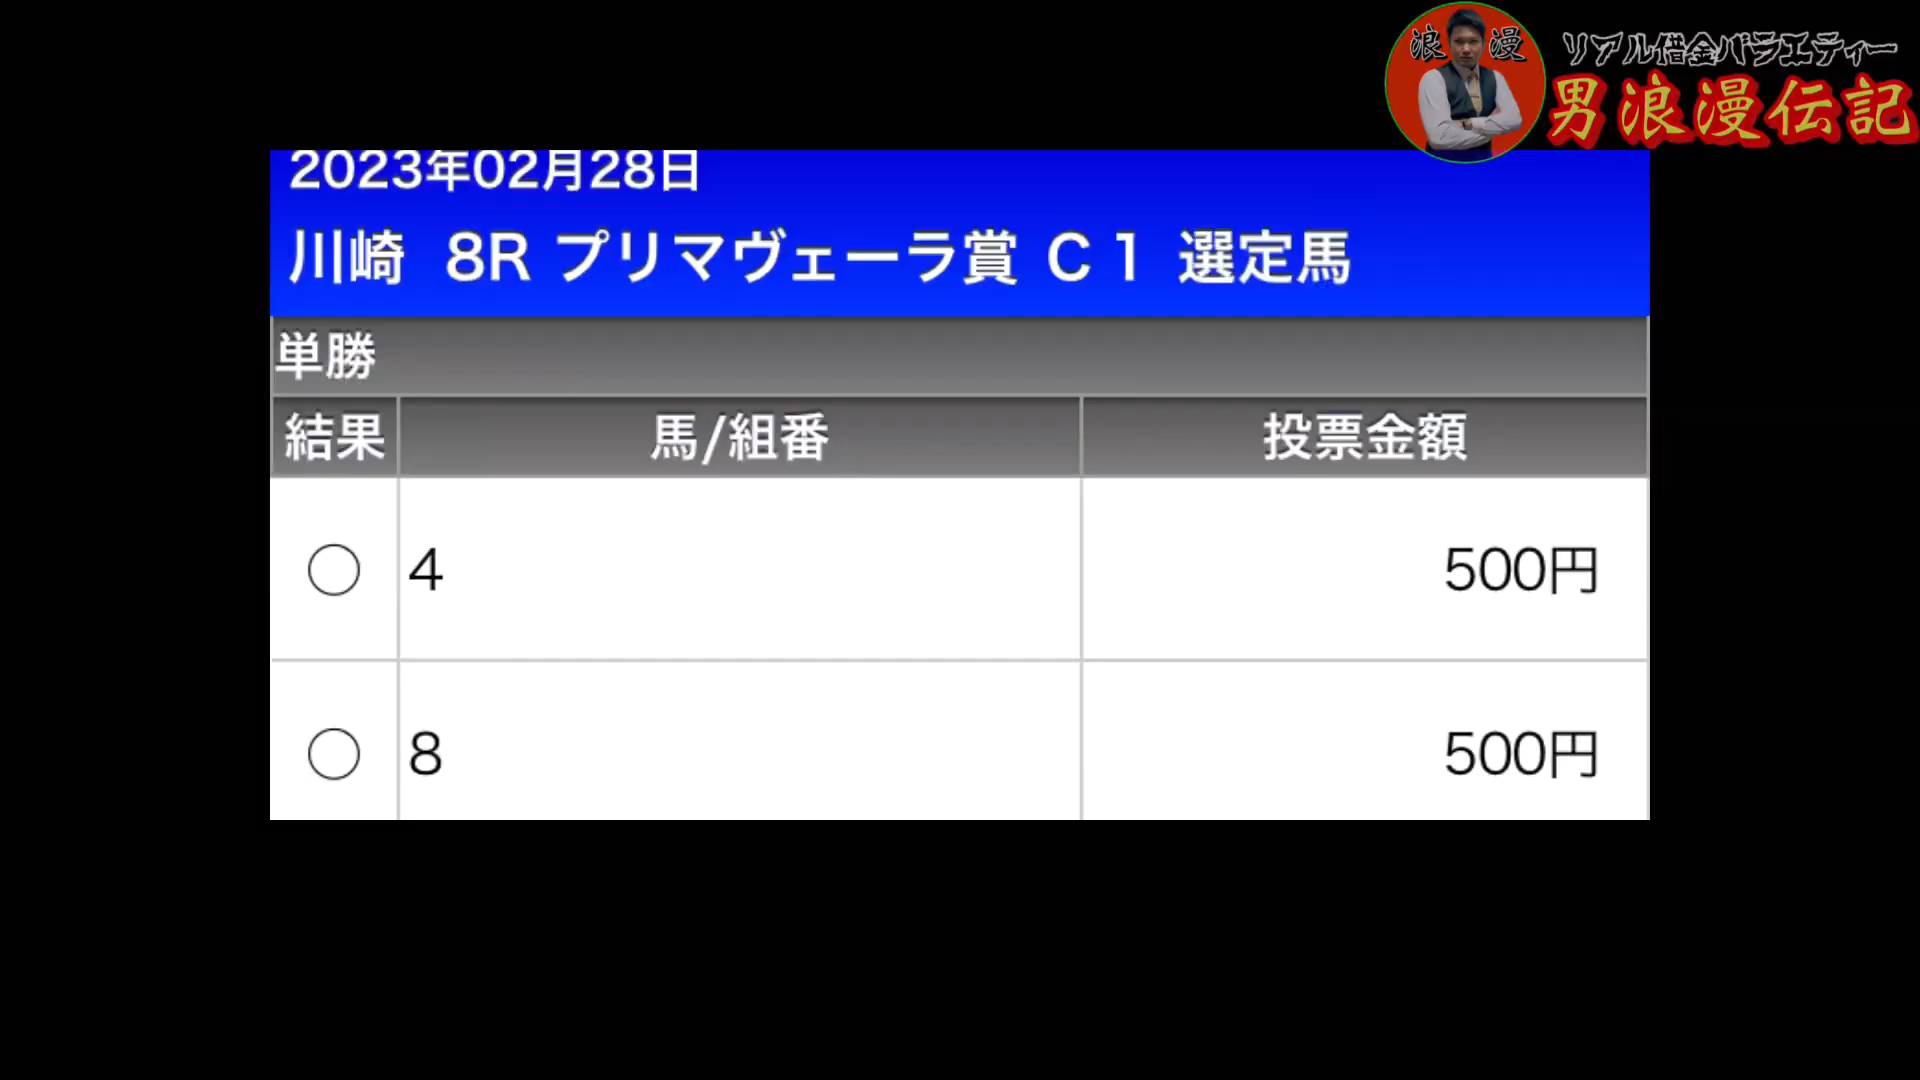 浪漫
リアル借金バラエティー
男浪漫伝記
2023年02月28日
川崎 8R プリマヴェーラ賞 C1 選定馬
単勝
結果 馬/組番 投票金額
○ 4 500円
○ 8 500円